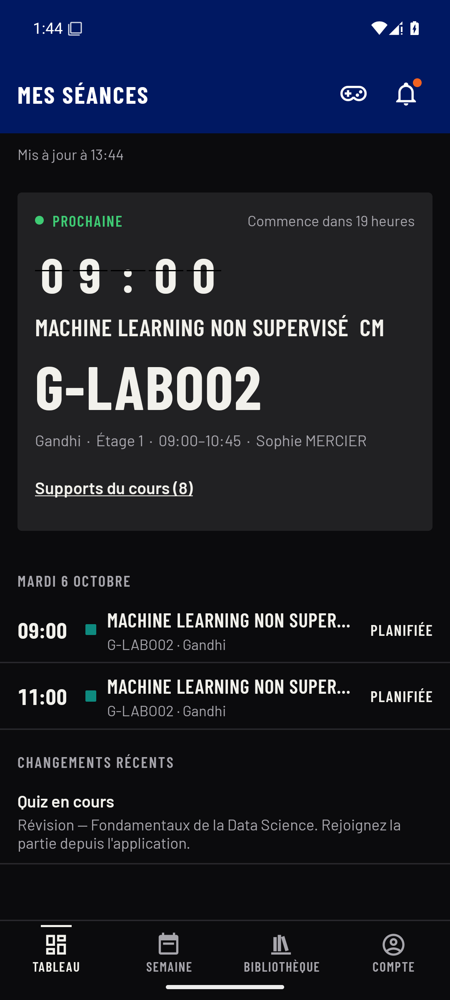 1:44
MES SÉANCES
Mis à jour à 13:44
PROCHAINE
Commence dans 19 heures
09:00
MACHINE LEARNING NON SUPERVISÉ CM
G-LAB002
Gandhi · Étage 1 · 09:00–10:45 · Sophie MERCIER
Supports du cours (8)
MARDI 6 OCTOBRE
09:00
MACHINE LEARNING NON SUPER...
G-LAB002 · Gandhi
PLANIFIÉE
11:00
MACHINE LEARNING NON SUPER...
G-LAB002 · Gandhi
PLANIFIÉE
CHANGEMENTS RÉCENTS
Quiz en cours
Révision — Fondamentaux de la Data Science. Rejoignez la
partie depuis l'application.
TABLEAU
SEMAINE
BIBLIOTHÈQUE
COMPTE